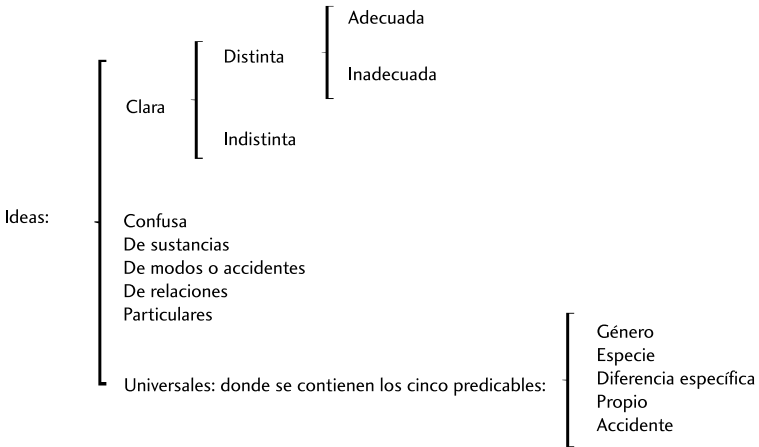 Ideas:
Clara
Distinta
Adecuada
Inadecuada
Indistinta
Confusa
De sustancias
De modos o accidentes
De relaciones
Particulares
Universales: donde se contienen los cinco predicables:
Género
Especie
Diferencia específica
Propio
Accidente